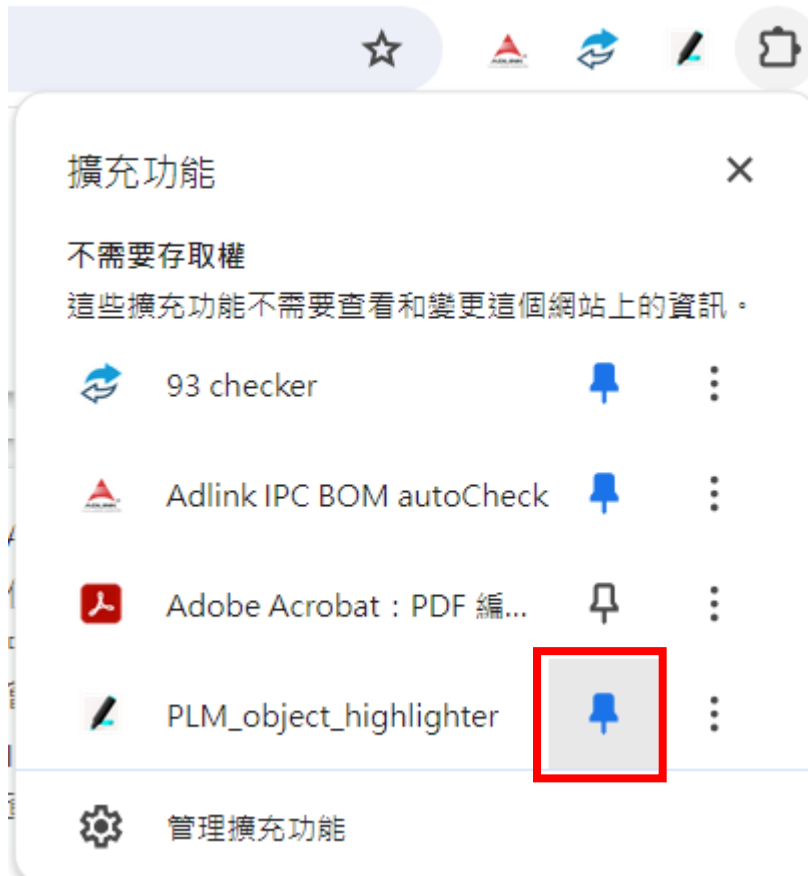 ADLINK
擴充功能
不需要存取權
這些擴充功能不需要查看和變更這個網站上的資訊。
93 checker
ADLINK
Adlink IPC BOM autoCheck
Adobe Acrobat：PDF 編...
PLM_object_highlighter
管理擴充功能